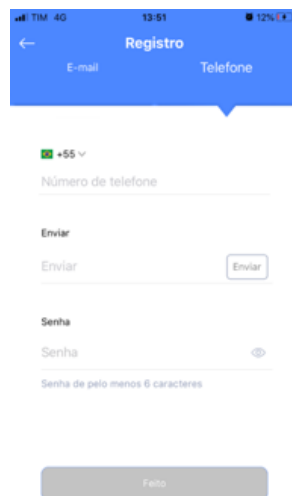 TIM 4G 13:51 12%
Registro
E-mail Telefone
+55
Número de telefone
Enviar
Enviar Enviar
Senha
Senha
Senha de pelo menos 6 caracteres
Feito